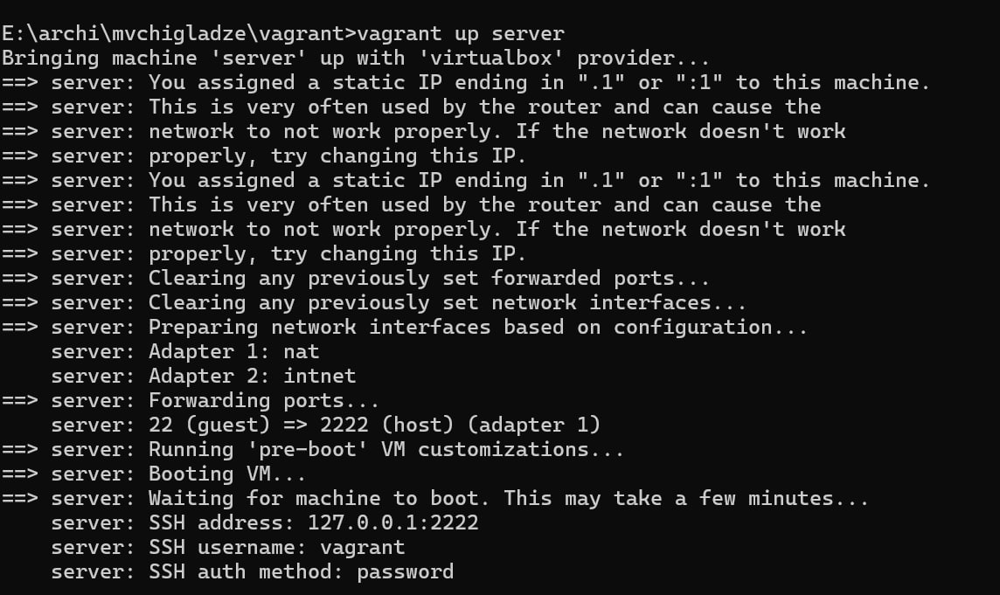 E:\archi\mvchigladze\vagrant>vagrant up server
Bringing machine 'server' up with 'virtualbox' provider...
==> server: You assigned a static IP ending in ".1" or ":1" to this machine.
==> server: This is very often used by the router and can cause the
==> server: network to not work properly. If the network doesn't work
==> server: properly, try changing this IP.
==> server: You assigned a static IP ending in ".1" or ":1" to this machine.
==> server: This is very often used by the router and can cause the
==> server: network to not work properly. If the network doesn't work
==> server: properly, try changing this IP.
==> server: Clearing any previously set forwarded ports...
==> server: Clearing any previously set network interfaces...
==> server: Preparing network interfaces based on configuration...
    server: Adapter 1: nat
    server: Adapter 2: intnet
==> server: Forwarding ports...
    server: 22 (guest) => 2222 (host) (adapter 1)
==> server: Running 'pre-boot' VM customizations...
==> server: Booting VM...
==> server: Waiting for machine to boot. This may take a few minutes...
    server: SSH address: 127.0.0.1:2222
    server: SSH username: vagrant
    server: SSH auth method: password